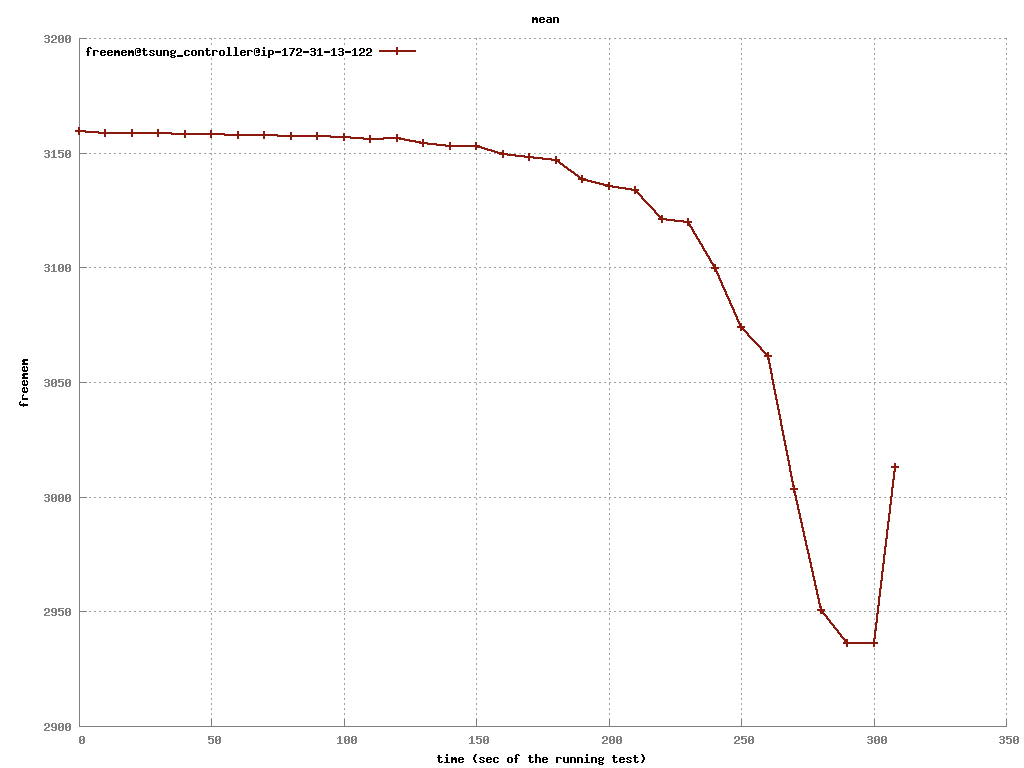 mean
3200
freemem@tsung_controller@ip-172-31-13-122
3150
3100
3050
freemem
3000
2950
2900
0 50 100 150 200 250 300 350
time (sec of the running test)